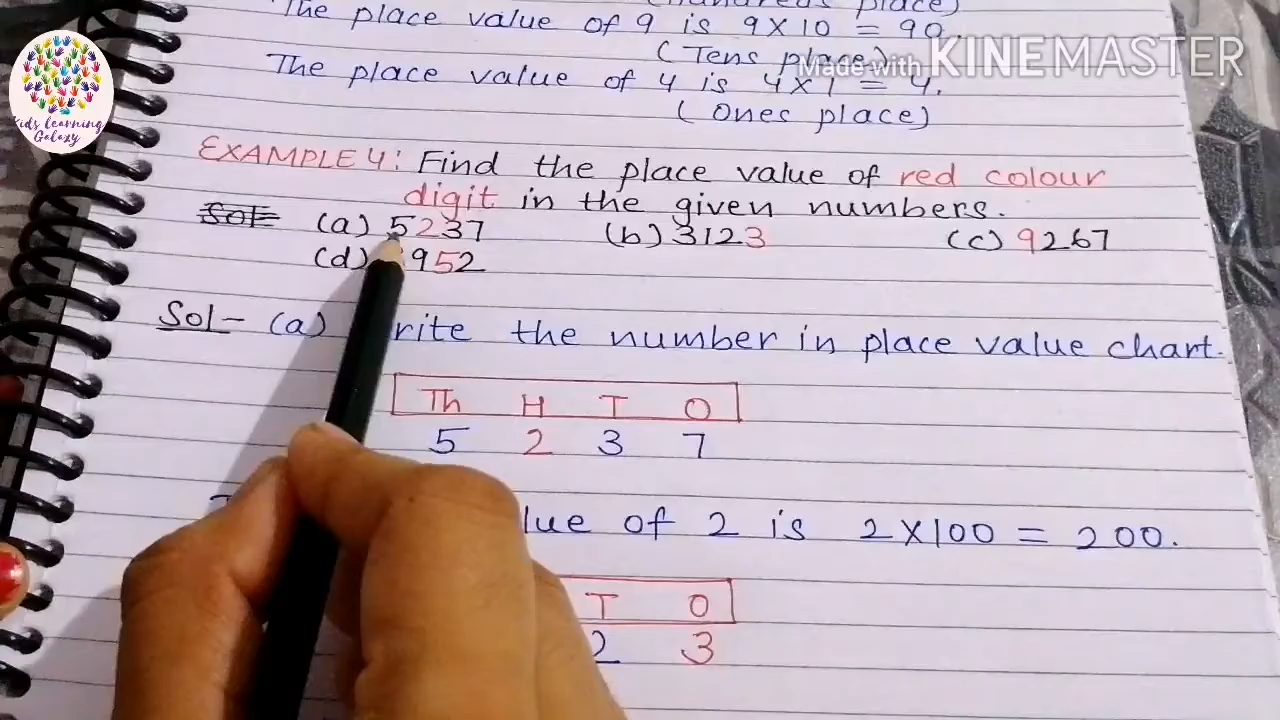 The place value of 9 is 9×10 = 90.
(Tens place)
Made with KINEMASTER
The place value of 4 is 4×1 = 4.
(Ones place)
Kids Learning
Galaxy
EXAMPLE 4: Find the place value of red colour
digit in the given numbers.
Sol- (a) 5237 (b) 3123 (c) 9267
(d) 952
Sol- (a) rite the number in place value chart.
Th H T O
5 2 3 7
lue of 2 is 2×100 = 200.
T O
2 3